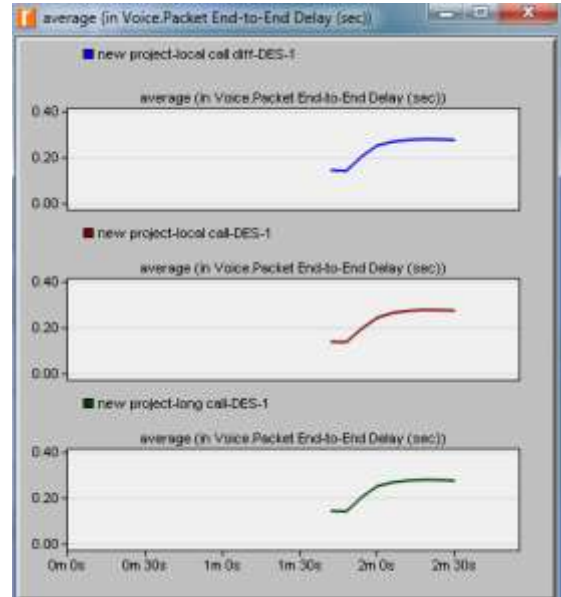 average (in Voice.Packet End-to-End Delay (sec))
new project-local call diff-DES-1
average (in Voice.Packet End-to-End Delay (sec))
0.40
0.20
0.00
new project-local call-DES-1
average (in Voice.Packet End-to-End Delay (sec))
0.40
0.20
0.00
new project-long call-DES-1
average (in Voice.Packet End-to-End Delay (sec))
0.40
0.20
0.00
0m 0s 0m 30s 1m 0s 1m 30s 2m 0s 2m 30s